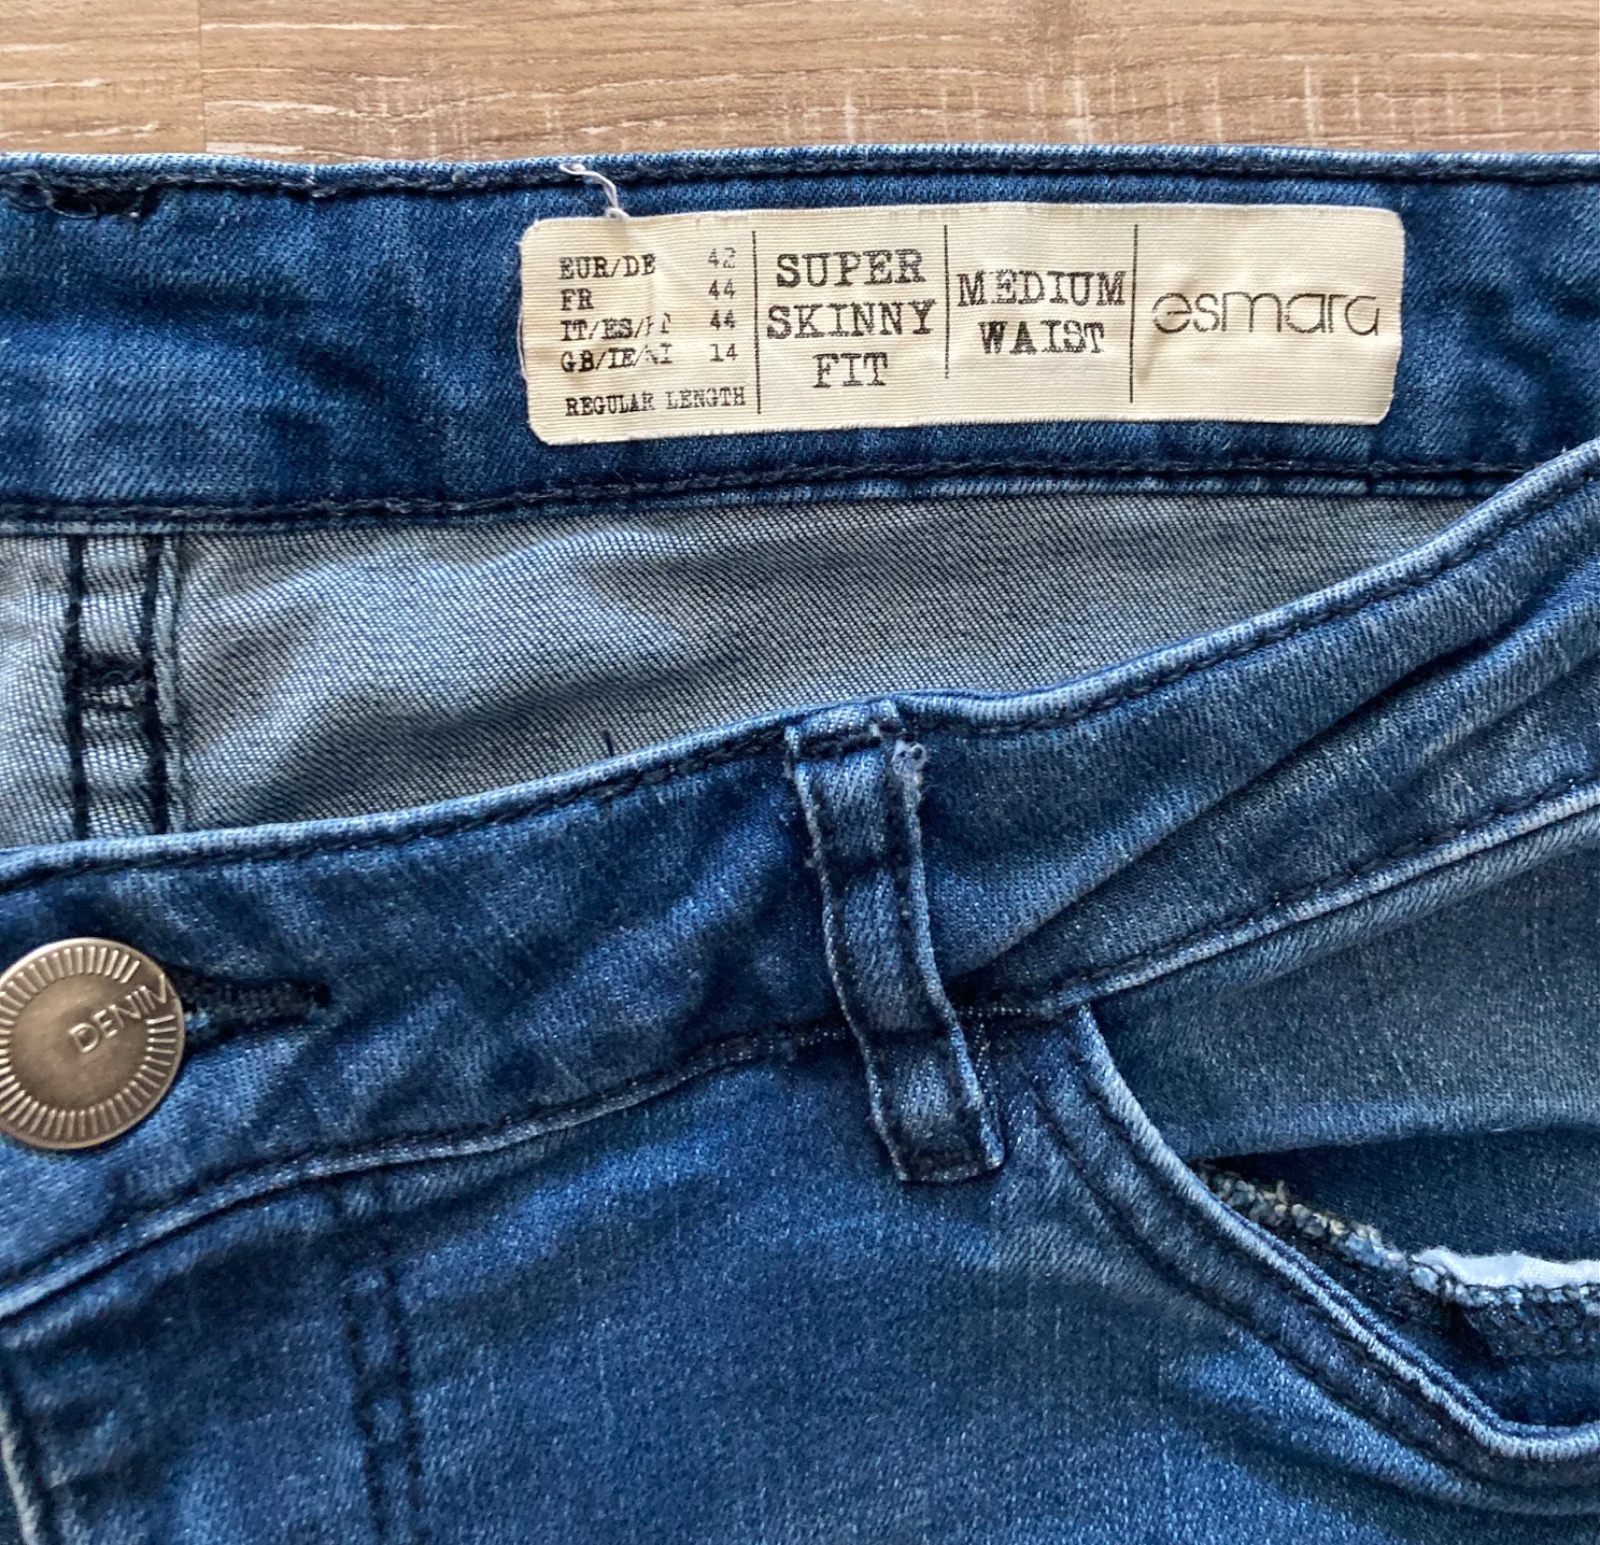 EUR/DE 42
FR 44
IT/ES/PT 44
GB/IE/NI 14
REGULAR LENGTH
SUPER
SKINNY
FIT
MEDIUM
WAIST
esmara
DENIM